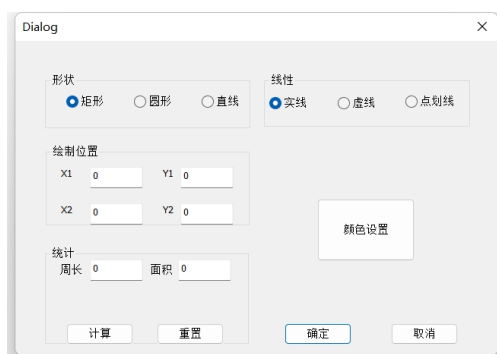 Dialog
形状
矩形 圆形 直线
线性
实线 虚线 点划线
绘制位置
X1 0 Y1 0
X2 0 Y2 0
颜色设置
统计
周长 0 面积 0
计算 重置 确定 取消